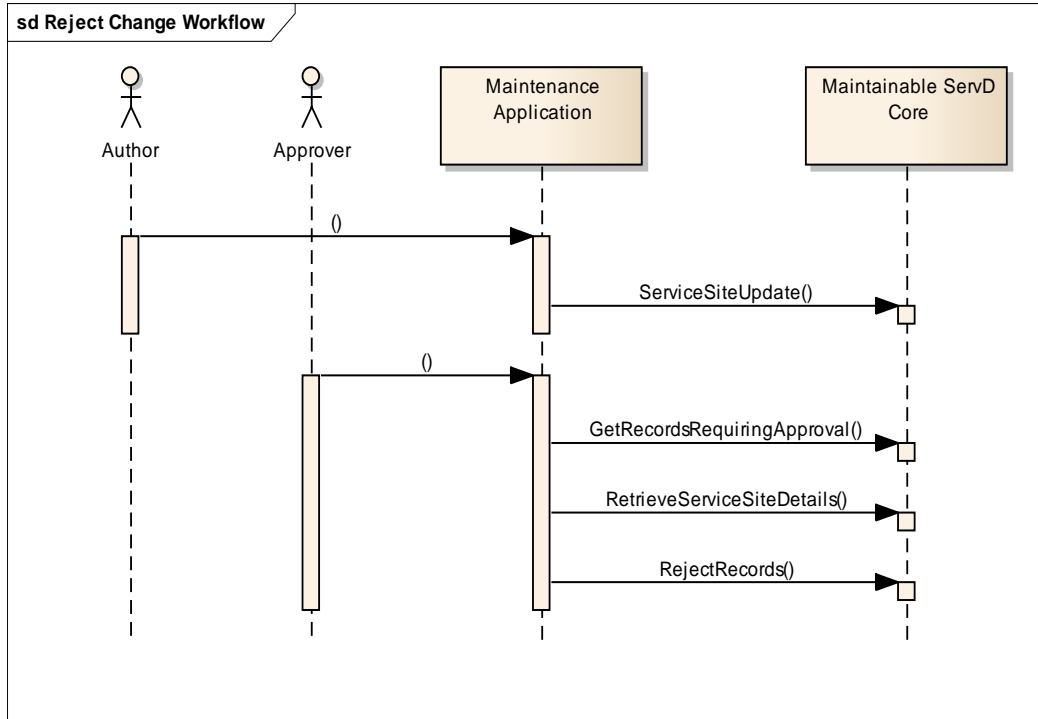 sd Reject Change Workflow
Author
Approver
Maintenance
Application
Maintainable ServD
Core
()
ServiceSiteUpdate()
()
GetRecordsRequiringApproval()
RetrieveServiceSiteDetails()
RejectRecords()